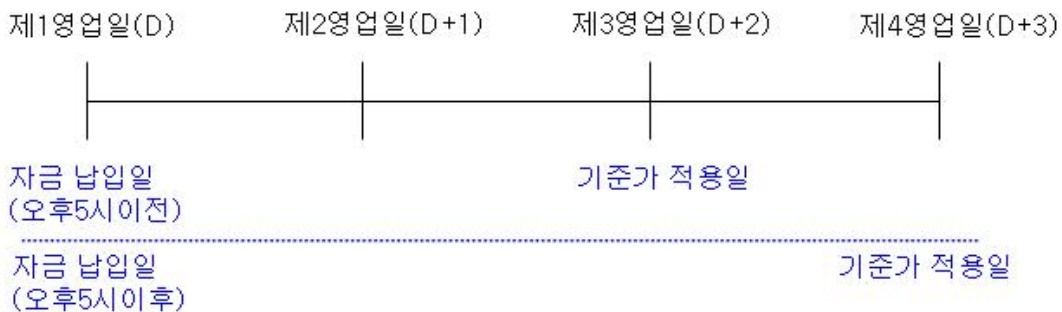 제1영업일(D) 제2영업일(D+1) 제3영업일(D+2) 제4영업일(D+3)
자금 납입일 기준가 적용일
(오후5시이전)
자금 납입일 기준가 적용일
(오후5시이후)